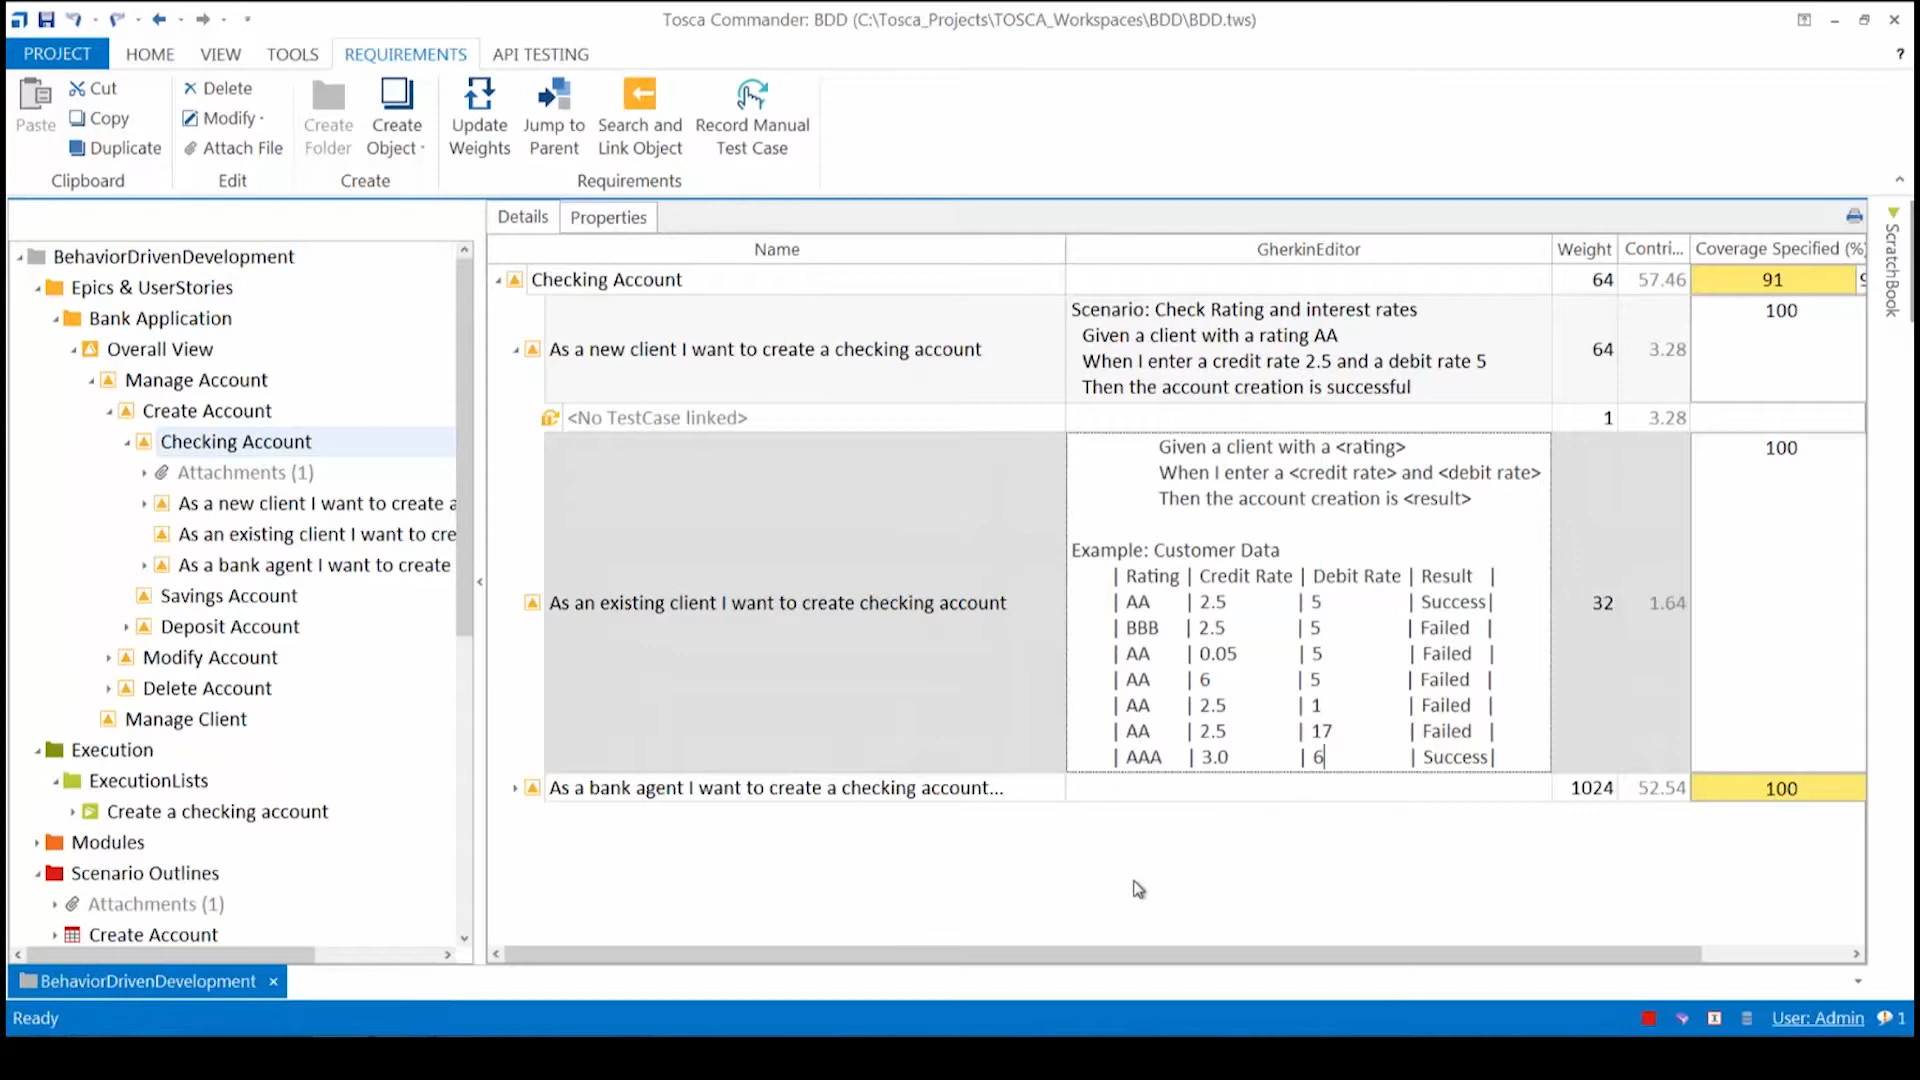 Tosca Commander: BDD (C:\Tosca_Projects\TOSCA_Workspaces\BDD\BDD.tws)
PROJECT HOME VIEW TOOLS REQUIREMENTS API TESTING ?
Paste
Cut
Copy
Duplicate
Clipboard
Delete
Modify
Attach File
Edit
Create Folder
Create Object
Create
Update Weights
Jump to Parent
Search and Link Object
Record Manual Test Case
Requirements
BehaviorDrivenDevelopment
Epics & UserStories
Bank Application
Overall View
Manage Account
Create Account
Checking Account
Attachments (1)
As a new client I want to create a
As an existing client I want to cre
As a bank agent I want to create
Savings Account
Deposit Account
Modify Account
Delete Account
Manage Client
Execution
ExecutionLists
Create a checking account
Modules
Scenario Outlines
Attachments (1)
Create Account
Details Properties
Name GherkinEditor Weight Contri... Coverage Specified (%)
Checking Account 64 57.46 91
As a new client I want to create a checking account
Scenario: Check Rating and interest rates
Given a client with a rating AA
When I enter a credit rate 2.5 and a debit rate 5
Then the account creation is successful
64 3.28 100
<No TestCase linked> 1 3.28
As an existing client I want to create checking account
Given a client with a <rating>
When I enter a <credit rate> and <debit rate>
Then the account creation is <result>
Example: Customer Data
| Rating | Credit Rate | Debit Rate | Result |
| AA | 2.5 | 5 | Success|
| BBB | 2.5 | 5 | Failed |
| AA | 0.05 | 5 | Failed |
| AA | 6 | 5 | Failed |
| AA | 2.5 | 1 | Failed |
| AA | 2.5 | 17 | Failed |
| AAA | 3.0 | 6 | Success|
32 1.64 100
As a bank agent I want to create a checking account... 1024 52.54 100
ScratchBook
BehaviorDrivenDevelopment ×
Ready User: Admin 1